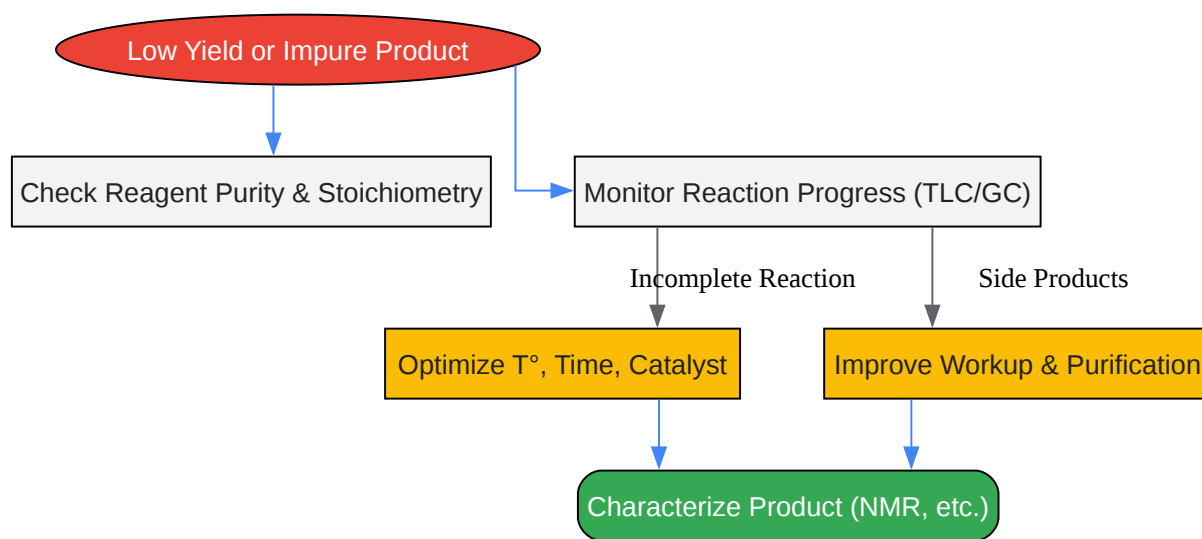 Low Yield or Impure Product
Check Reagent Purity & Stoichiometry
Monitor Reaction Progress (TLC/GC)
Incomplete Reaction
Side Products
Optimize T°, Time, Catalyst
Improve Workup & Purification
Characterize Product (NMR, etc.)